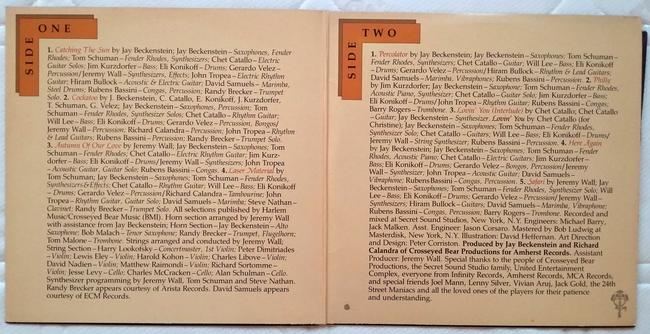 SIDE ONE
1. Catching The Sun by Jay Beckenstein; Jay Beckenstein–Saxophones, Fender
Rhodes; Tom Schuman–Fender Rhodes, Synthesizers; Chet Catallo–Electric
Guitar Solos; Jim Kurzdorfer–Bass; Eli Konikoff–Drums; Gerardo Velez–
Percussion/Jeremy Wall–Synthesizers, Effects; John Tropea–Electric Rhythm
Guitar; Hiram Bullock–Acoustic & Electric Guitar; David Samuels–Marimba,
Steel Drums; Rubens Bassini–Congas, Percussion; Randy Brecker–Trumpet
Solo. 2. Cockatoo by J. Beckenstein, C. Catallo, E. Konikoff, J. Kurzdorfer,
T. Schuman, G. Velez; Jay Beckenstein–Saxophones, Percussion; Tom Schu-
man–Fender Rhodes, Synthesizer Solos; Chet Catallo–Rhythm Guitar;
Will Lee–Bass; Eli Konikoff–Drums; Gerardo Velez–Percussion, Bongos/
Jeremy Wall–Percussion; Richard Calandra–Percussion; John Tropea–Rhythm
& Lead Guitars; Rubens Bassini–Congas; Randy Brecker–Trumpet Solo.
3. Autumn Of Our Love by Jeremy Wall; Jay Beckenstein–Saxophones; Tom
Schuman–Fender Rhodes; Chet Catallo–Electric Rhythm Guitar; Jim Kurz-
dorfer–Bass; Eli Konikoff–Drums/Jeremy Wall–Synthesizers; John Tropea
–Acoustic Guitar, Guitar Solo; Rubens Bassini–Congas. 4. Laser Material by
Tom Schuman; Jay Beckenstein–Saxophones; Tom Schuman–Fender Rhodes,
Synthesizers & Effects; Chet Catallo–Rhythm Guitar; Will Lee–Bass; Eli Konikoff
–Drums; Gerardo Velez–Percussion/Richard Calandra–Tambourine; John
Tropea–Rhythm Guitar, Guitar Solo; David Samuels–Marimba; Steve Nathan–
Clavinet; Randy Brecker–Trumpet Solo. All selections published by Harlem
Music/Crosseyed Bear Music (BMI). Horn section arranged by Jeremy Wall
with assistance from Jay Beckenstein; Horn Section–Jay Beckenstein–Alto
Saxophone; Bob Malach–Tenor Saxophone; Randy Brecker–Trumpet, Flugelhorn;
Tom Malone–Trombone. Strings arranged and conducted by Jeremy Wall;
String Section–Harry Lookofsky–Concertmaster, 1st Violin; Peter Dimitriades
–Violin; Lewis Eley–Violin; Harold Kohon–Violin; Charles Libove–Violin;
David Nadien–Violin; Matthew Raimondi–Violin; Richard Sortomme–
Violin; Jesse Levy–Cello; Charles McCracken–Cello; Alan Schulman–Cello.
Synthesizer programming by Jeremy Wall, Tom Schuman and Steve Nathan.
Randy Brecker appears courtesy of Arista Records. David Samuels appears
courtesy of ECM Records.
SIDE TWO
1. Percolator by Jay Beckenstein; Jay Beckenstein–Saxophones; Tom Schuman–
Fender Rhodes, Synthesizers; Chet Catallo–Guitar; Will Lee–Bass; Eli Konikoff
–Drums; Gerardo Velez–Percussion/Hiram Bullock–Rhythm & Lead Guitars;
David Samuels–Marimba, Vibraphones; Rubens Bassini–Percussion. 2. Philly
by Jim Kurzdorfer; Jay Beckenstein–Saxophone; Tom Schuman–Fender Rhodes,
Acoustic Piano, Synthesizer; Chet Catallo–Guitar Solo; Jim Kurzdorfer–Bass;
Eli Konikoff–Drums/John Tropea–Guitar; Rubens Bassini–Congas;
Barry Rogers–Trombone. 3. Lovin' You (Interlude) by Chet Catallo; Chet Catallo
–Guitar; Jay Beckenstein–Synthesizer. Lovin' You by Chet Catallo (for
Christine); Jay Beckenstein–Saxophones; Tom Schuman–Fender Rhodes,
Synthesizer Solo; Chet Catallo–Guitars; Will Lee–Bass; Eli Konikoff–Drums/
Jeremy Wall–String Synthesizer; Rubens Bassini–Percussion. 4. Here Again
by Jay Beckenstein; Jay Beckenstein–Saxophones; Tom Schuman–Fender
Rhodes, Acoustic Piano; Chet Catallo–Electric Guitars; Jim Kurzdorfer–
Bass; Eli Konikoff–Drums; Gerardo Velez–Bongos, Percussion/Jeremy
Wall–Synthesizer; John Tropea–Acoustic Guitar; David Samuels–
Vibraphone; Rubens Bassini–Congas, Percussion. 5. Safari by Jeremy Wall; Jay
Beckenstein–Saxophones; Tom Schuman–Fender Rhodes, Synthesizer Solo; Will
Lee–Bass; Eli Konikoff–Drums; Gerardo Velez–Percussion/Jeremy Wall–
Synthesizers; Hiram Bullock–Guitars; David Samuels–Marimba, Vibraphone;
Rubens Bassini–Congas, Percussion; Barry Rogers–Trombone. Recorded and
mixed at Secret Sound Studios, New York, N.Y. Engineers: Michael Barry,
Jack Malken. Asst. Engineer: Jason Corsaro. Mastered by Bob Ludwig at
Masterdisk, New York, N.Y. Illustration: David Heffernan. Art Direction
and Design: Peter Corriston. Produced by Jay Beckenstein and Richard
Calandra of Crosseyed Bear Productions for Amherst Records. Assistant
Producer: Jeremy Wall. Special thanks to the people of Crosseyed Bear
Productions, the Secret Sound Studio family, United Entertainment
Complex, everyone from Infinity Records, Amherst Records, MCA Records,
and special friends Joel Mann, Lenny Silver, Vivian Aruj, Jack Gold, the 24th
Street Maniacs and all the loved ones of the players for their patience
and understanding.